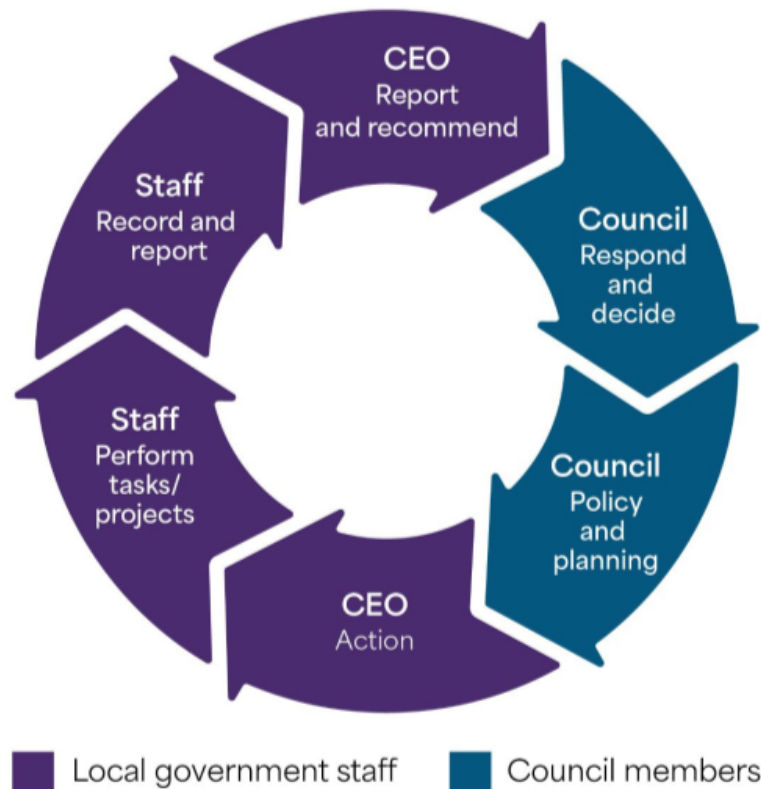 CEO
Report
and recommend
Council
Respond
and
decide
Council
Policy
and
planning
CEO
Action
Staff
Perform
tasks/
projects
Staff
Record and
report
Local government staff
Council members